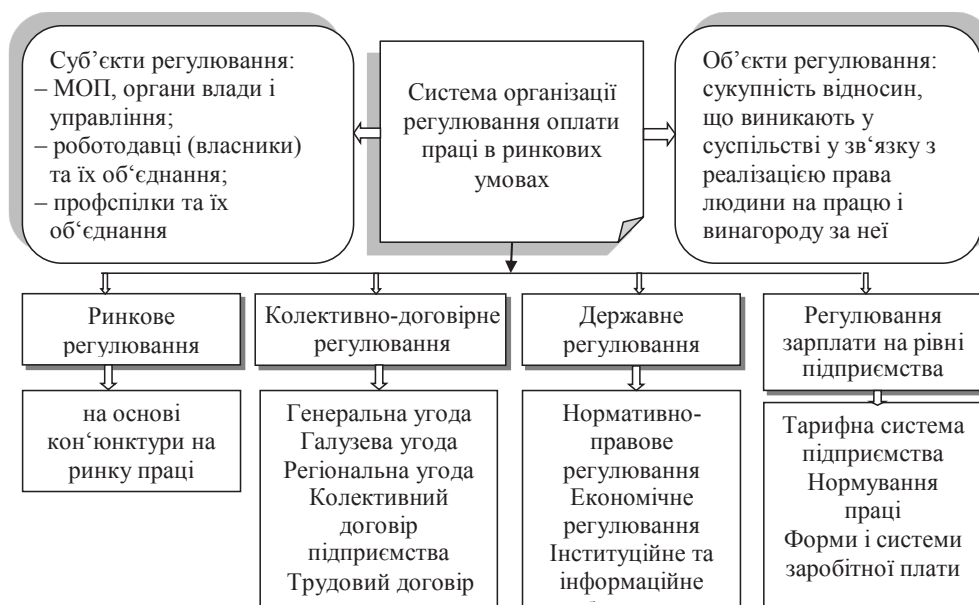 Суб’єкти регулювання:
– МОП, органи влади і
управління;
– роботодавці (власники)
та їх об‘єднання;
– профспілки та їх
об‘єднання
Система організації
регулювання оплати
праці в ринкових
умовах
Об’єкти регулювання:
сукупність відносин,
що виникають у
суспільстві у зв‘язку з
реалізацією права
людини на працю і
винагороду за неї
Ринкове
регулювання
на основі
кон‘юнктури на
ринку праці
Колективно-договірне
регулювання
Генеральна угода
Галузева угода
Регіональна угода
Колективний
договір
підприємства
Трудовий договір
Державне
регулювання
Нормативно-
правове
регулювання
Економічне
регулювання
Інституційне та
інформаційне
Регулювання
зарплати на рівні
підприємства
Тарифна система
підприємства
Нормування
праці
Форми і системи
заробітної плати